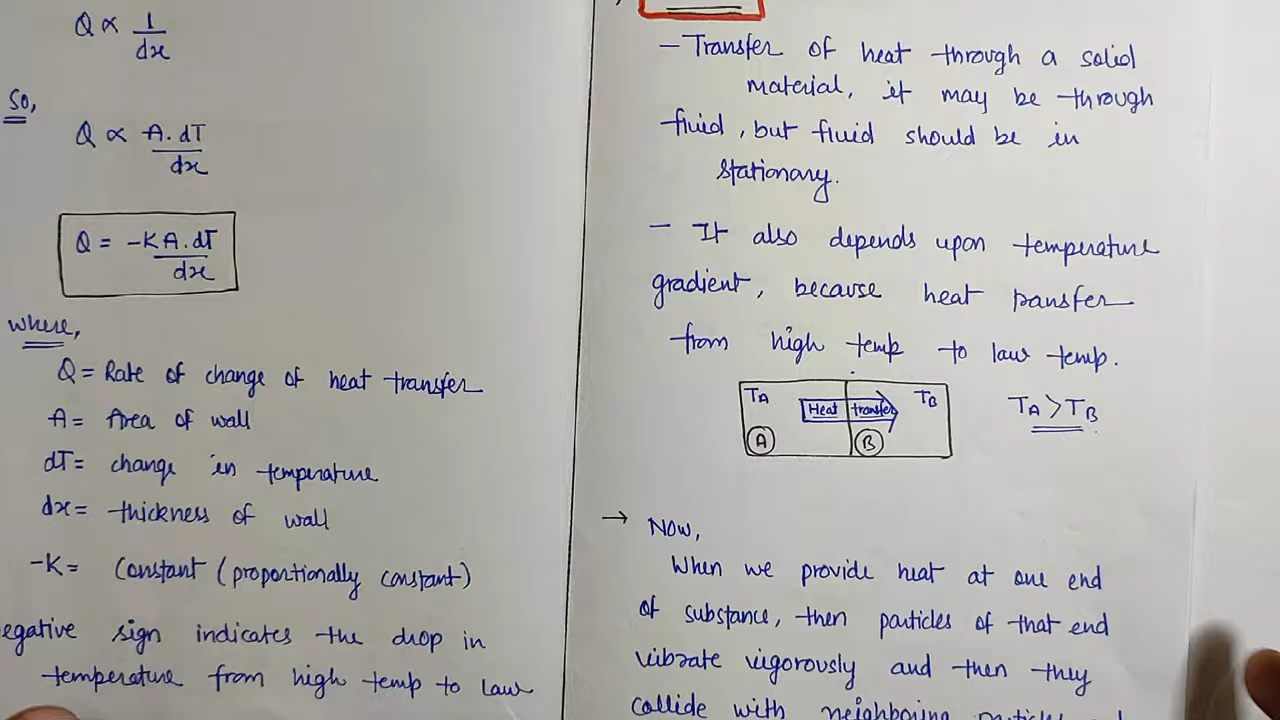 Q ∝ 1/dx
So,
Q ∝ A.dT/dx
Q = -KA.dT/dx
where,
Q = Rate of change of heat transfer
A = Area of wall
dT = change in temperature
dx = thickness of wall
-K = Constant (proportionally constant)
egative sign indicates the drop in
temperature from high temp to law
- Transfer of heat through a solid
material, it may be through
fluid, but fluid should be in
stationary.
- It also depends upon temperature
gradient, because heat transfer
from high temp to law temp.
TA Heat transfer TB TA > TB
A B
→ Now,
When we provide heat at one end
of substance, then particles of that end
vibrate vigorously and then they
collide with neighboring